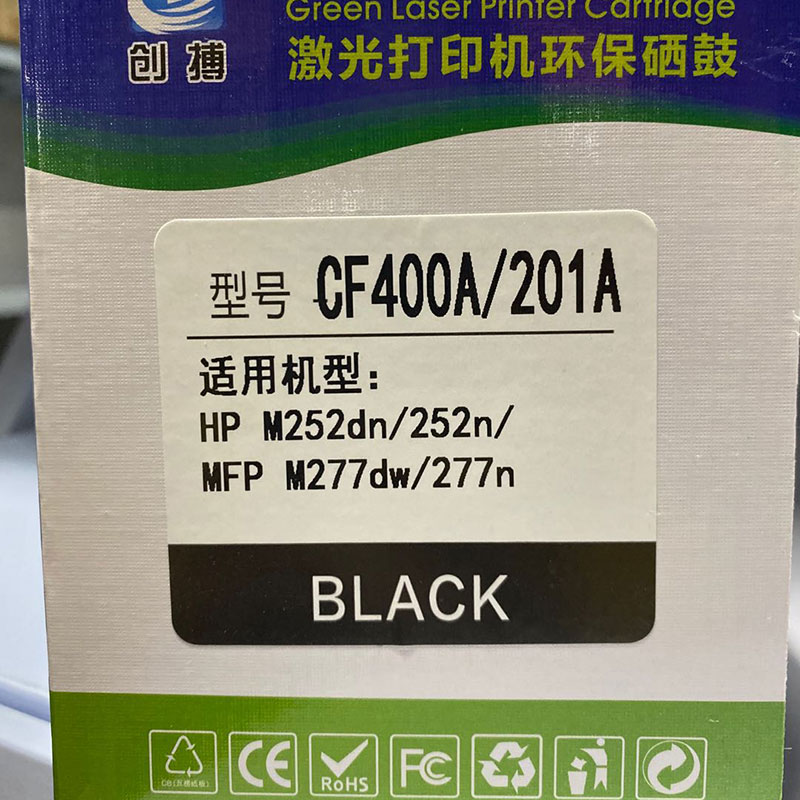 Green Laser Printer Cartridge
创搏
激光打印机环保硒鼓
型号 CF400A/201A
适用机型:
HP M252dn/252n/
MFP M277dw/277n
BLACK
CE
RoHS
FC